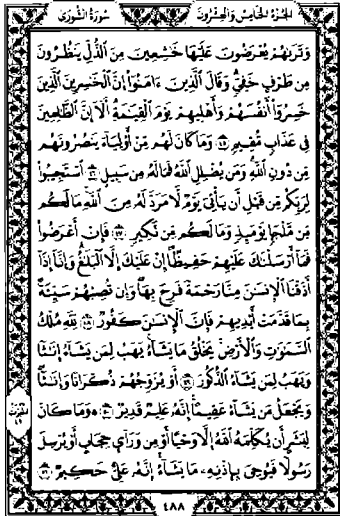 الجزء الخامس والعشرون
سورة الشورى
وَتَرَىٰهُمْ يُعْرَضُونَ عَلَيْهَا خَٰشِعِينَ مِنَ ٱلذُّلِّ يَنظُرُونَ
مِن طَرْفٍ خَفِىٍّ وَقَالَ ٱلَّذِينَ ءَامَنُوٓا۟ إِنَّ ٱلْخَٰسِرِينَ ٱلَّذِينَ
خَسِرُوٓا۟ أَنفُسَهُمْ وَأَهْلِيهِمْ يَوْمَ ٱلْقِيَٰمَةِ أَلَآ إِنَّ ٱلظَّٰلِمِينَ
فِى عَذَابٍ مُّقِيمٍ ٤٥ وَمَا كَانَ لَهُم مِّنْ أَوْلِيَآءَ يَنصُرُونَهُم
مِّن دُونِ ٱللَّهِ وَمَن يُضْلِلِ ٱللَّهُ فَمَا لَهُۥ مِن سَبِيلٍ ٤٦ ٱسْتَجِيبُوا۟
لِرَبِّكُم مِّن قَبْلِ أَن يَأْتِىَ يَوْمٌ لَّا مَرَدَّ لَهُۥ مِنَ ٱللَّهِ مَا لَكُم
مِّن مَّلْجَإٍ يَوْمَئِذٍ وَمَا لَكُم مِّن نَّكِيرٍ ٤٧ فَإِنْ أَعْرَضُوا۟
فَمَآ أَرْسَلْنَٰكَ عَلَيْهِمْ حَفِيظًا إِنْ عَلَيْكَ إِلَّا ٱلْبَلَٰغُ وَإِنَّآ إِذَآ
أَذَقْنَا ٱلْإِنسَٰنَ مِنَّا رَحْمَةً فَرِحَ بِهَا وَإِن تُصِبْهُمْ سَيِّئَةٌۢ
بِمَا قَدَّمَتْ أَيْدِيهِمْ فَإِنَّ ٱلْإِنسَٰنَ كَفُورٌ ٤٨ لِّلَّهِ مُلْكُ
ٱلسَّمَٰوَٰتِ وَٱلْأَرْضِ يَخْلُقُ مَا يَشَآءُ يَهَبُ لِمَن يَشَآءُ إِنَٰثًا
وَيَهَبُ لِمَن يَشَآءُ ٱلذُّكُورَ ٤٩ أَوْ يُزَوِّجُهُمْ ذُكْرَانًا وَإِنَٰثًا
وَيَجْعَلُ مَن يَشَآءُ عَقِيمًا إِنَّهُۥ عَلِيمٌ قَدِيرٌ ٥٠ وَمَا كَانَ
لِبَشَرٍ أَن يُكَلِّمَهُ ٱللَّهُ إِلَّا وَحْيًا أَوْ مِن وَرَآئِ حِجَابٍ أَوْ يُرْسِلَ
رَسُولًا فَيُوحِىَ بِإِذْنِهِۦ مَا يَشَآءُ إِنَّهُۥ عَلِىٌّ حَكِيمٌ ٥١
٤٨٨